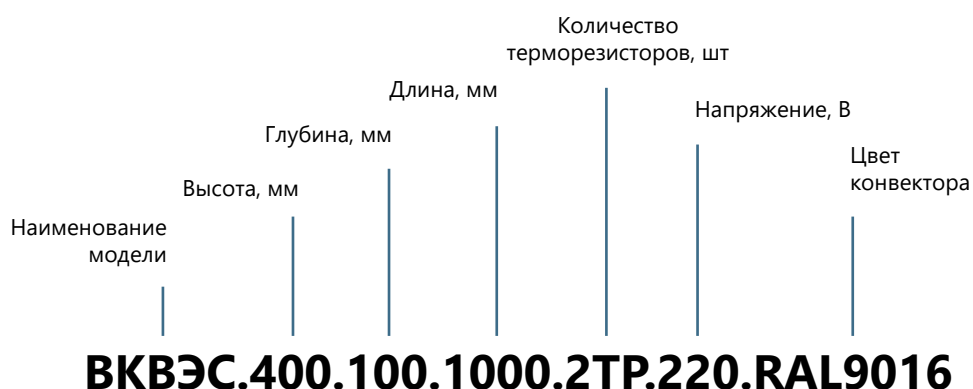 Количество
терморезисторов, шт
Длина, мм
Напряжение, В
Глубина, мм
Цвет
конвектора
Высота, мм
Наименование
модели
ВКВЭС.400.100.1000.2ТР.220.RAL9016